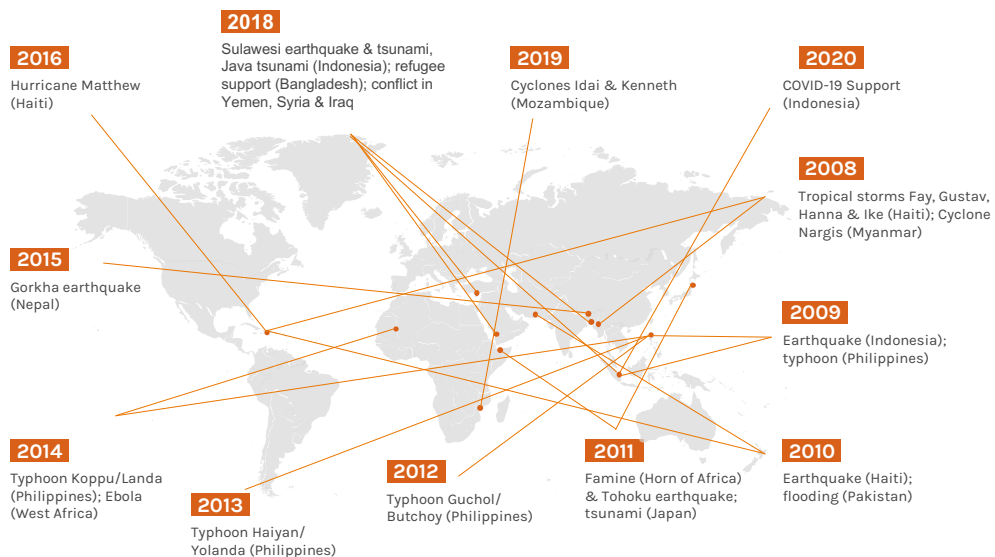 2018
Sulawesi earthquake & tsunami,
Java tsunami (Indonesia); refugee
support (Bangladesh); conflict in
Yemen, Syria & Iraq
2016
Hurricane Matthew
(Haiti)
2019
Cyclones Idai & Kenneth
(Mozambique)
2020
COVID-19 Support
(Indonesia)
2008
Tropical storms Fay, Gustav,
Hanna & Ike (Haiti); Cyclone
Nargis (Myanmar)
2015
Gorkha earthquake
(Nepal)
2009
Earthquake (Indonesia);
typhoon (Philippines)
2014
Typhoon Koppu/Landa
(Philippines); Ebola
(West Africa)
2013
Typhoon Haiyan/
Yolanda (Philippines)
2012
Typhoon Guchol/
Butchoy (Philippines)
2011
Famine (Horn of Africa)
& Tohoku earthquake;
tsunami (Japan)
2010
Earthquake (Haiti);
flooding (Pakistan)